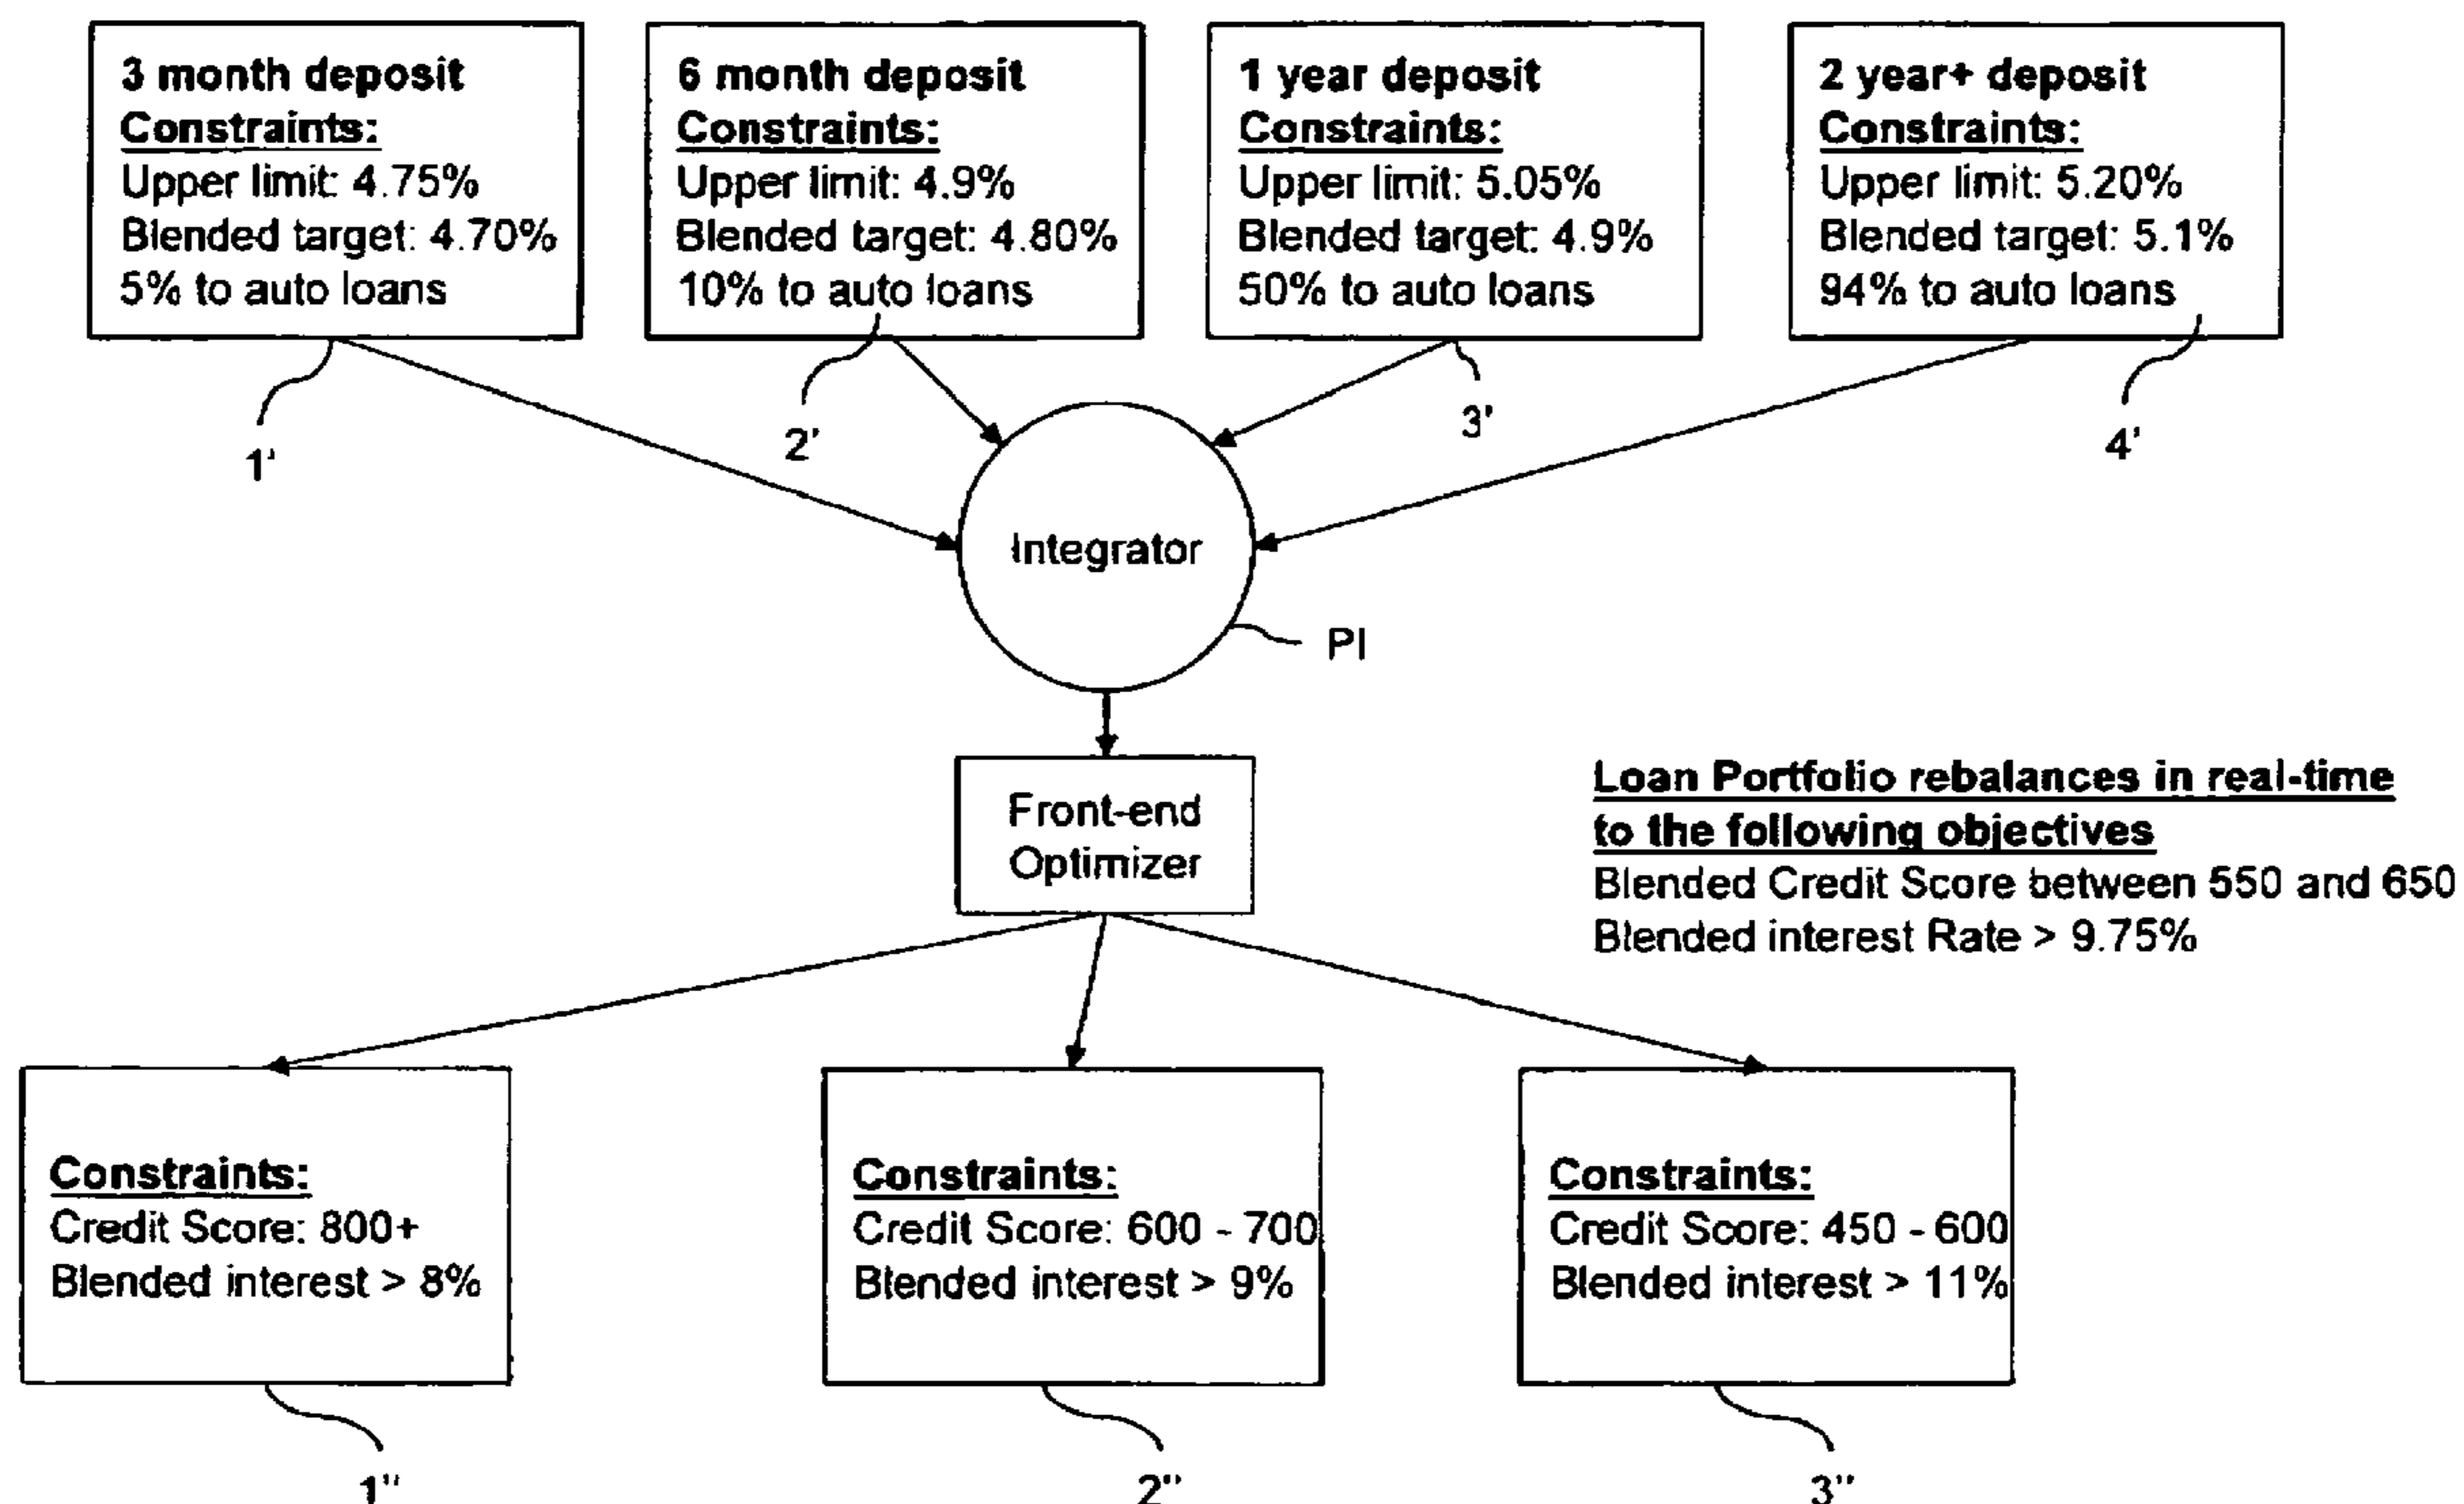 3 month deposit
Constraints:
Upper limit: 4.75%
Blended target: 4.70%
5% to auto loans
6 month deposit
Constraints:
Upper limit: 4.9%
Blended target: 4.80%
10% to auto loans
1 year deposit
Constraints:
Upper limit: 5.05%
Blended target: 4.9%
50% to auto loans
2 year+ deposit
Constraints:
Upper limit: 5.20%
Blended target: 5.1%
94% to auto loans
1'
2'
3'
4'
Integrator
PI
Front-end
Optimizer
Loan Portfolio rebalances in real-time
to the following objectives
Blended Credit Score between 550 and 650
Blended interest Rate > 9.75%
Constraints:
Credit Score: 800+
Blended interest > 8%
Constraints:
Credit Score: 600 - 700
Blended interest > 9%
Constraints:
Credit Score: 450 - 600
Blended interest > 11%
1"
2"
3"